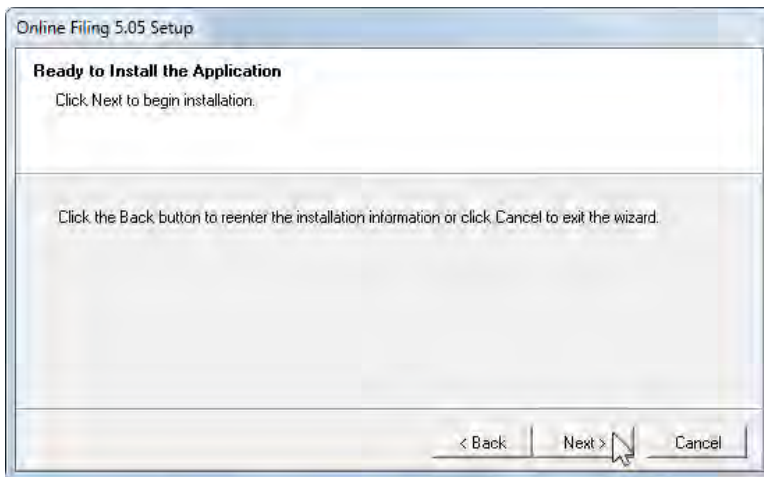 Online Filing 5.05 Setup
Ready to Install the Application
Click Next to begin installation.
Click the Back button to reenter the installation information or click Cancel to exit the wizard.
< Back
Next >
Cancel